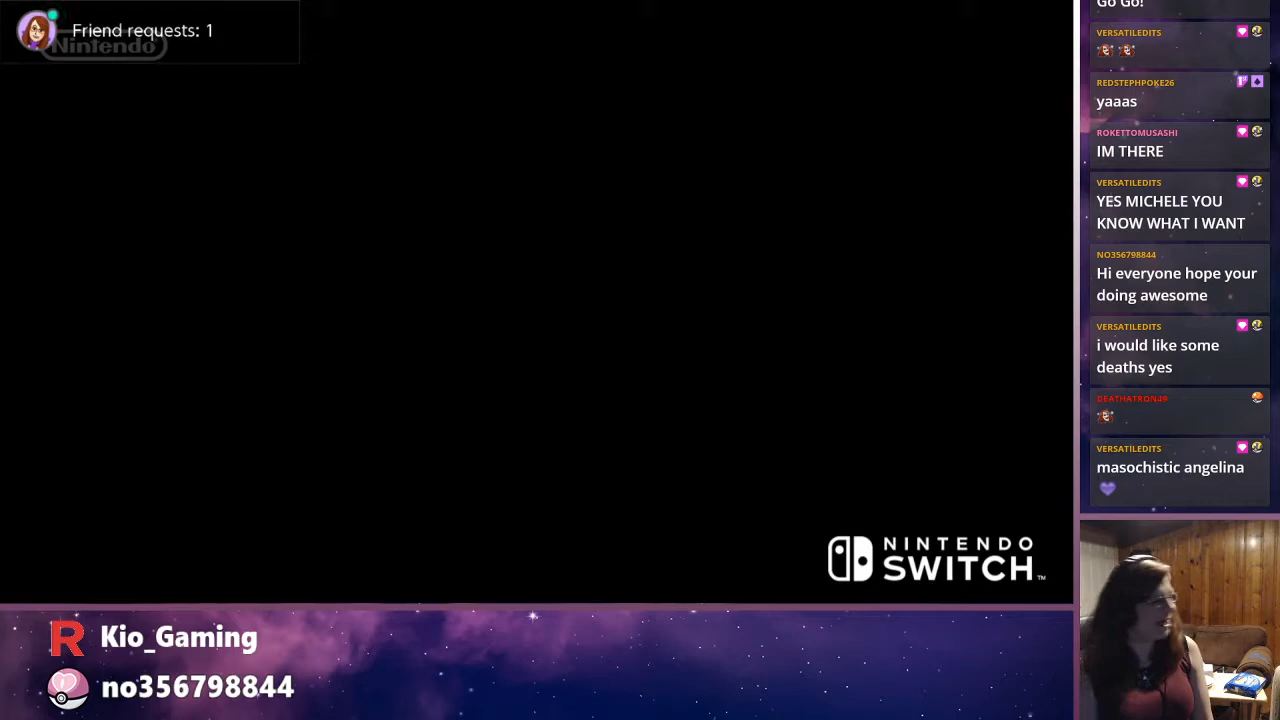 Friend requests: 1
Nintendo
NINTENDO
SWITCH™
R Kio_Gaming
no356798844
Go Go!
VERSATILEDITS
REDSTEPHPOKE26
yaaas
ROKETTOMUSASHI
IM THERE
VERSATILEDITS
YES MICHELE YOU
KNOW WHAT I WANT
NO356798844
Hi everyone hope your
doing awesome
VERSATILEDITS
i would like some
deaths yes
DEATHATRON49
VERSATILEDITS
masochistic angelina